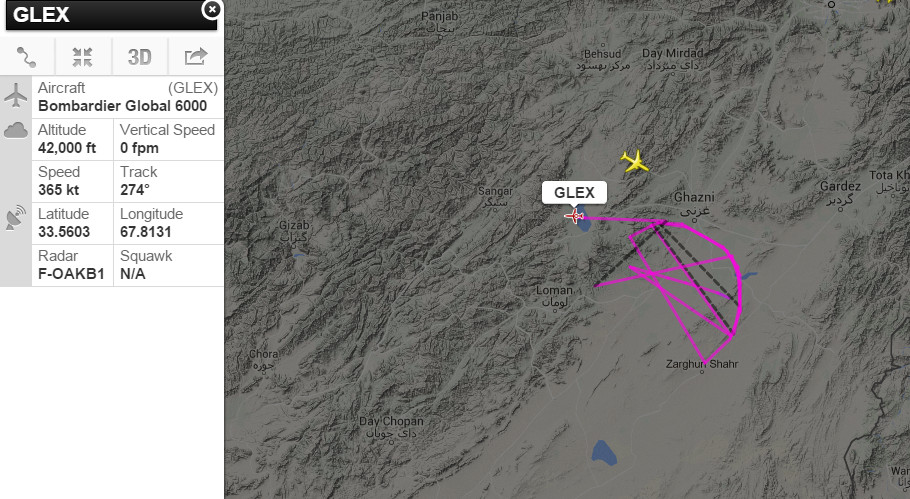 GLEX
3D
Aircraft (GLEX)
Bombardier Global 6000
Altitude Vertical Speed
42,000 ft 0 fpm
Speed Track
365 kt 274°
Latitude Longitude
33.5603 67.8131
Radar Squawk
F-OAKB1 N/A
Panjab
پنجاب
Behsud
مرکز بهسود
Day Mirdad
دای میرداد
Sangar
سنگر
GLEX
Ghazni
غزنی
Gardez
گردیز
Tota Kh
Gizab
گیزاب
Loman
لومان
Chora
چوره
Zarghun Shahr
Day Chopan
دای چوپان
Wan
وانا